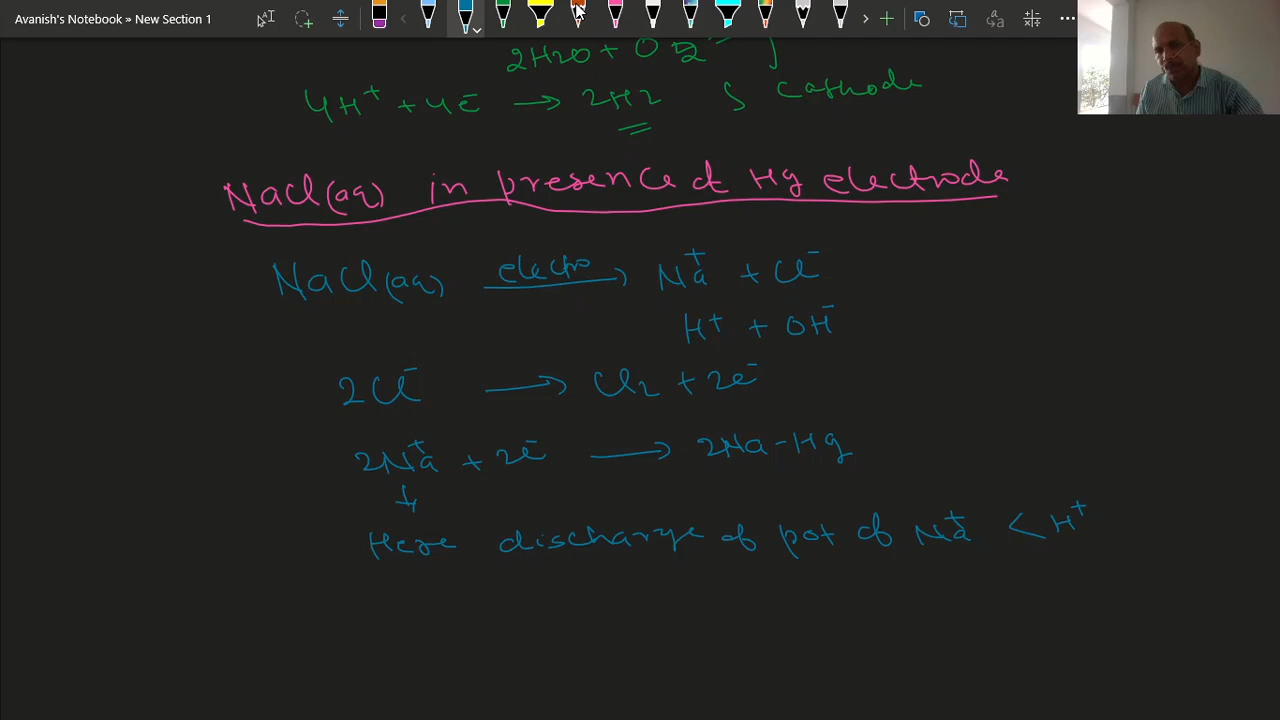 Avanish's Notebook » New Section 1
2H2O + O
4H⁺ + 4e⁻ → 2H2 } cathode
NaCl(aq) in presence of Hg electrode
NaCl(aq) electro→ Na⁺ + Cl⁻
H⁺ + OH⁻
2Cl⁻ → Cl2 + 2e⁻
2Na⁺ + 2e⁻ → 2Na-Hg
↓
Here discharge of pot of Na⁺ < H⁺